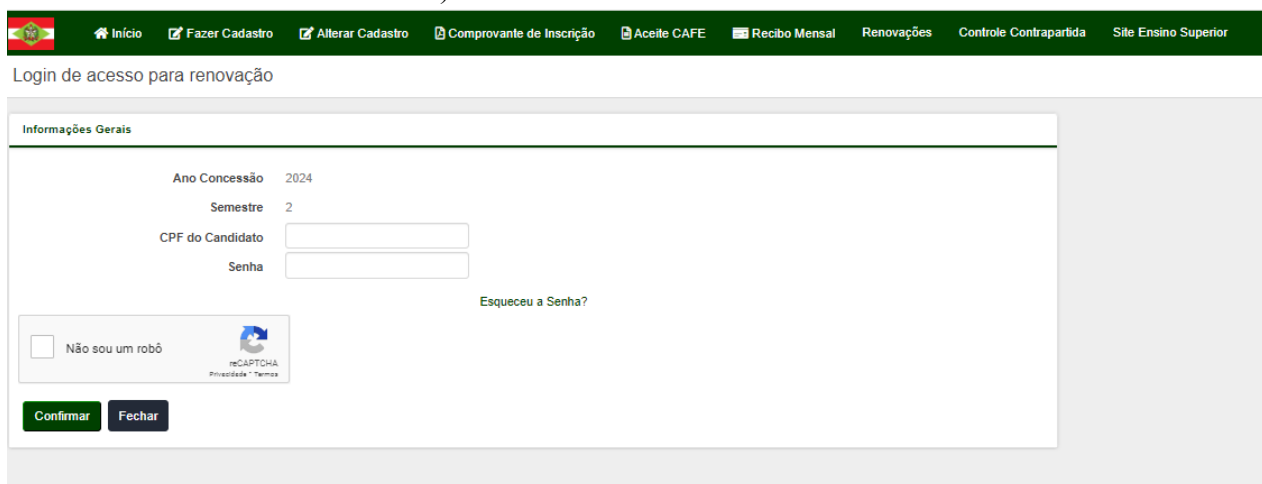 Início Fazer Cadastro Alterar Cadastro Comprovante de Inscrição Aceite CAFE Recibo Mensal Renovações Controle Contrapartida Site Ensino Superior
Login de acesso para renovação
Informações Gerais
Ano Concessão 2024
Semestre 2
CPF do Candidato
Senha
Esqueceu a Senha?
Não sou um robô
reCAPTCHA
Privacidade - Termos
Confirmar Fechar